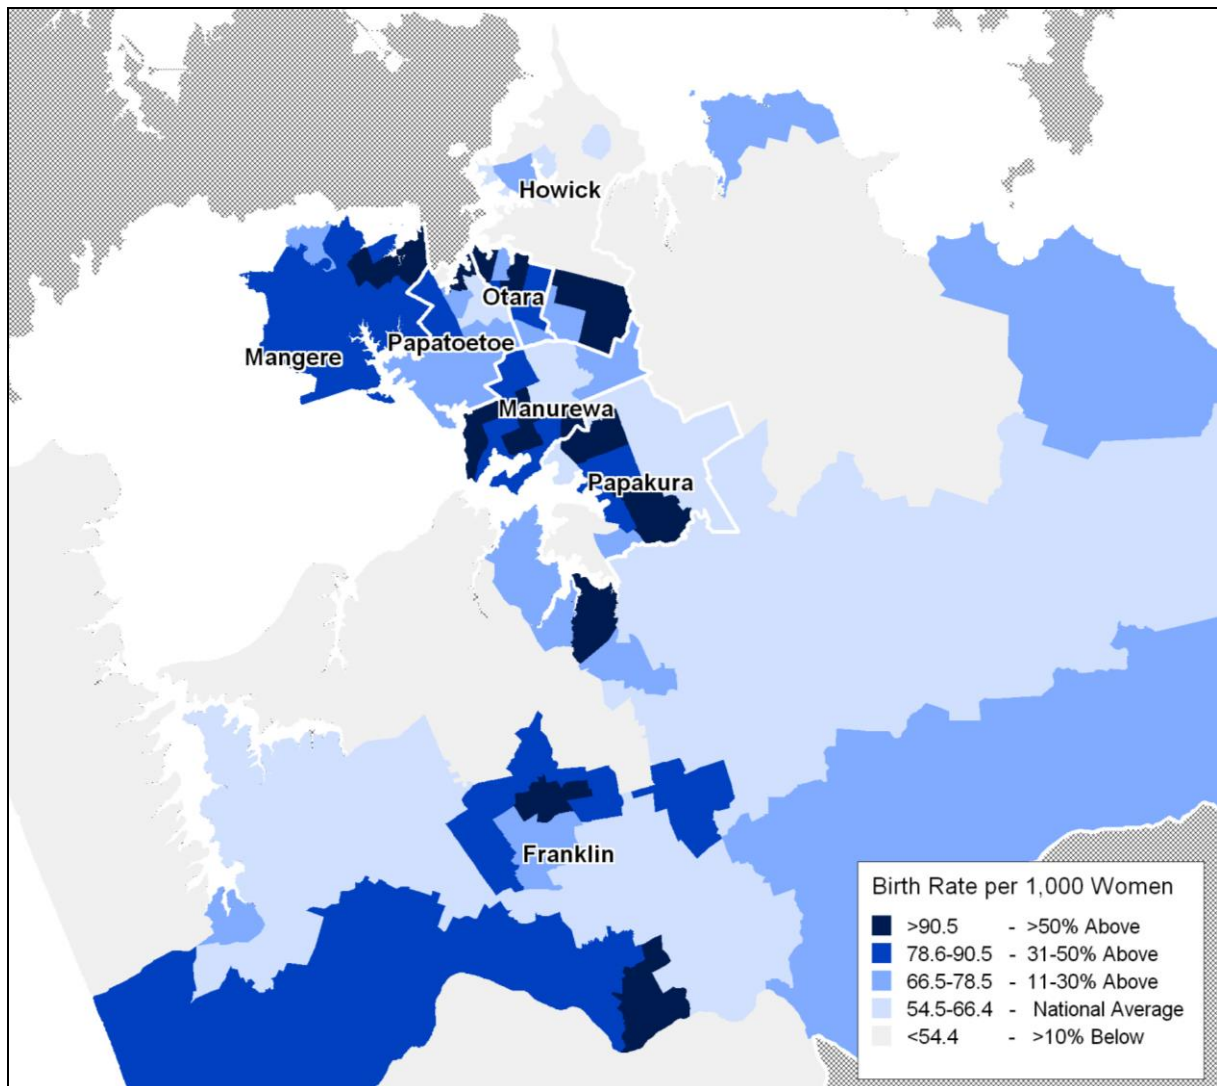 Howick
Otara
Papatoetoe
Mangere
Manurewa
Papakura
Franklin
Birth Rate per 1,000 Women
>90.5 - >50% Above
78.6-90.5 - 31-50% Above
66.5-78.5 - 11-30% Above
54.5-66.4 - National Average
<54.4 - >10% Below